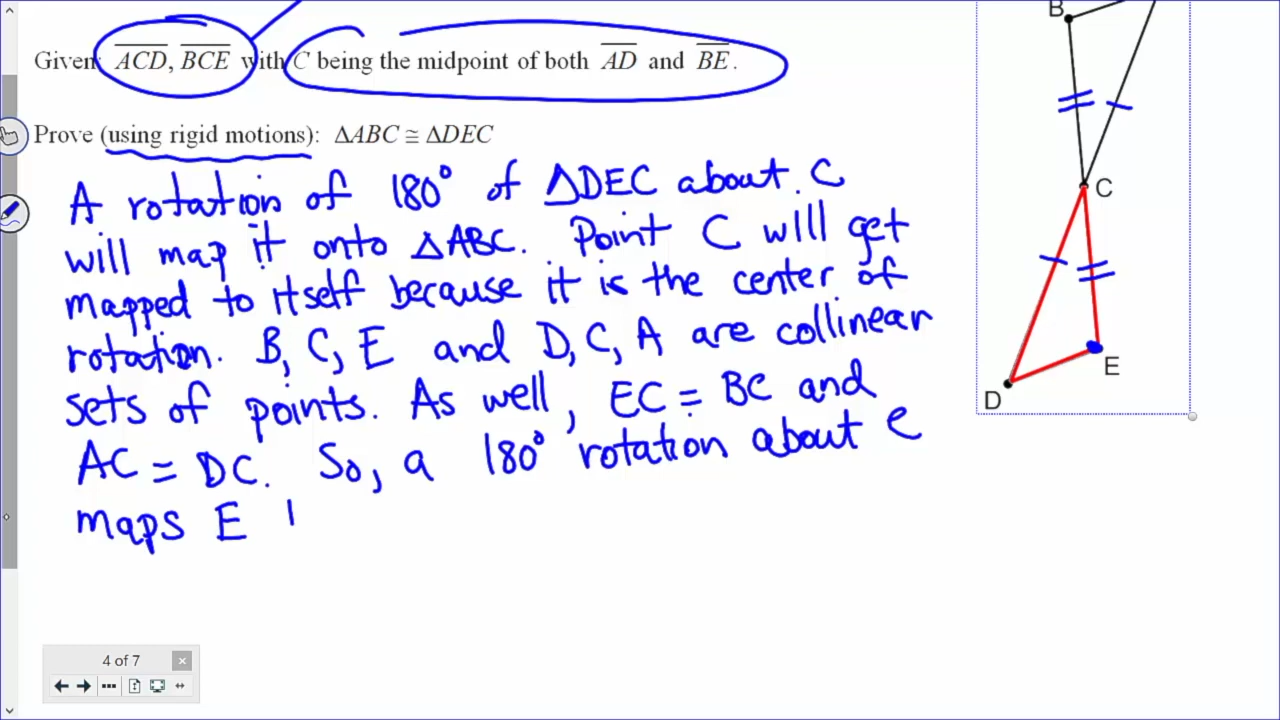 B
Given: ACD, BCE with C being the midpoint of both AD and BE.
Prove (using rigid motions): ΔABC ≅ ΔDEC
A rotation of 180° of ΔDEC about C
will map it onto ΔABC. Point C will get
mapped to itself because it is the center of
rotation. B, C, E and D, C, A are collinear
sets of points. As well, EC = BC and
AC = DC. So, a 180° rotation about C
maps E
C
E
D
4 of 7